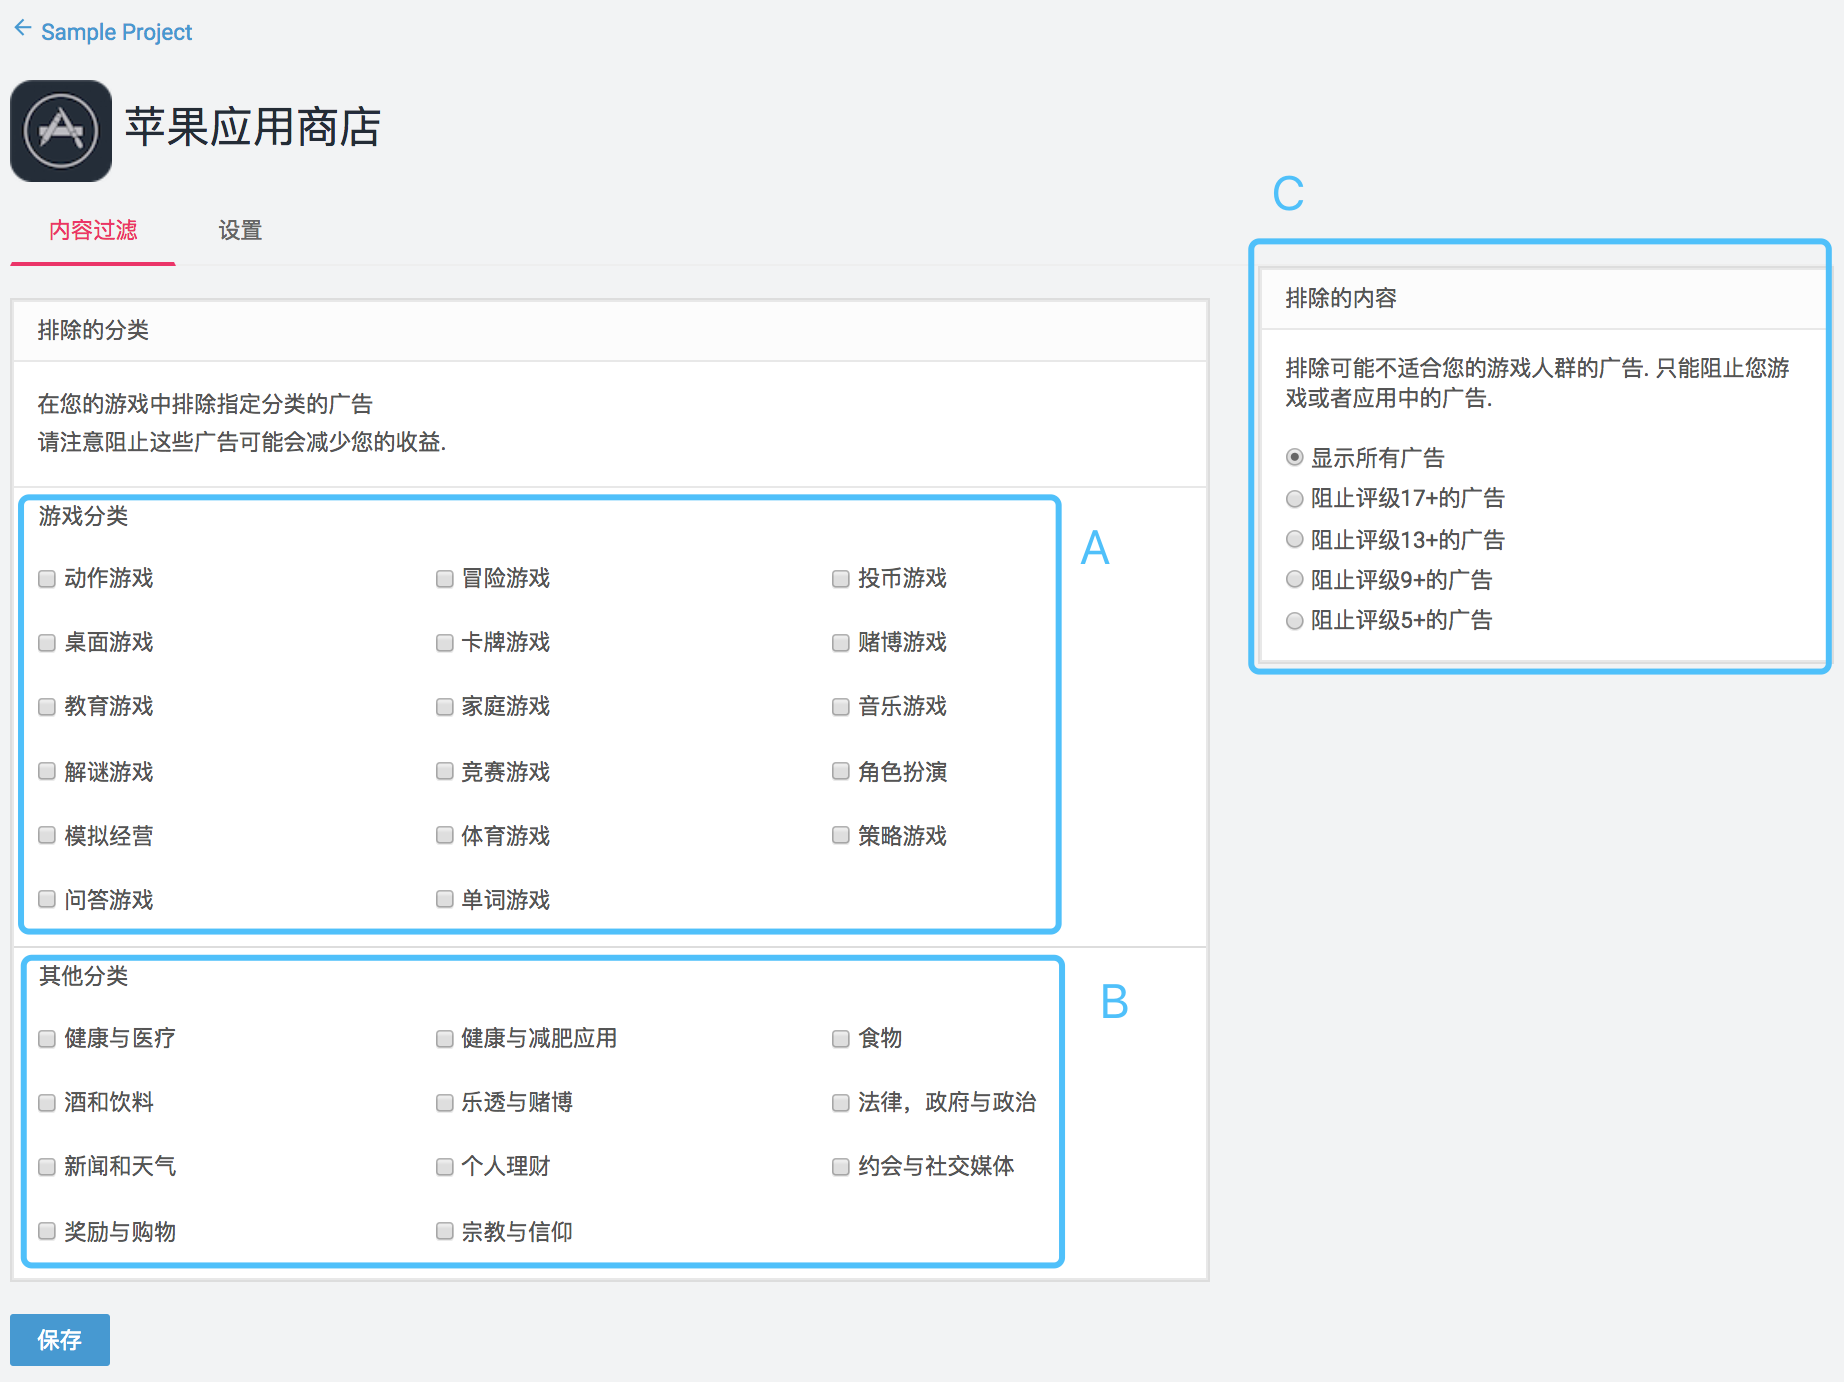 Sample Project
苹果应用商店
内容过滤 设置
排除的分类
在您的游戏中排除指定分类的广告
请注意阻止这些广告可能会减少您的收益.
A
游戏分类
动作游戏 冒险游戏 投币游戏
桌面游戏 卡牌游戏 赌博游戏
教育游戏 家庭游戏 音乐游戏
解谜游戏 竞赛游戏 角色扮演
模拟经营 体育游戏 策略游戏
问答游戏 单词游戏
B
其他分类
健康与医疗 健康与减肥应用 食物
酒和饮料 乐透与赌博 法律，政府与政治
新闻和天气 个人理财 约会与社交媒体
奖励与购物 宗教与信仰
保存
C
排除的内容
排除可能不适合您的游戏人群的广告. 只能阻止您游
戏或者应用中的广告.
显示所有广告
阻止评级17+的广告
阻止评级13+的广告
阻止评级9+的广告
阻止评级5+的广告